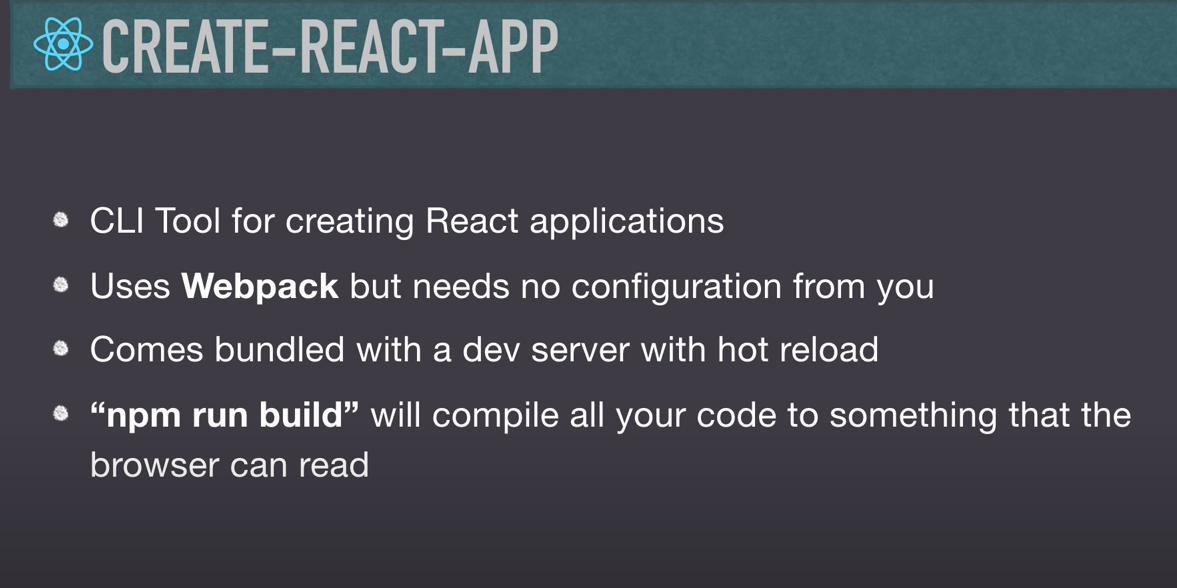 CREATE-REACT-APP
CLI Tool for creating React applications
Uses Webpack but needs no configuration from you
Comes bundled with a dev server with hot reload
“npm run build” will compile all your code to something that the
browser can read